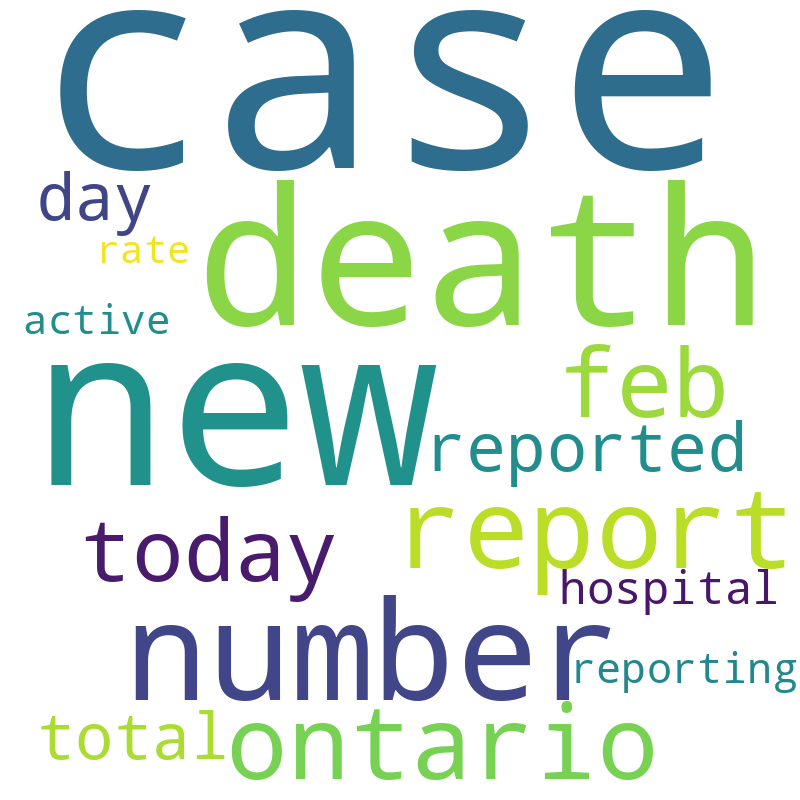 case
day
death
rate
active
new
feb
reported
report
today
hospital
number
reporting
total
ontario